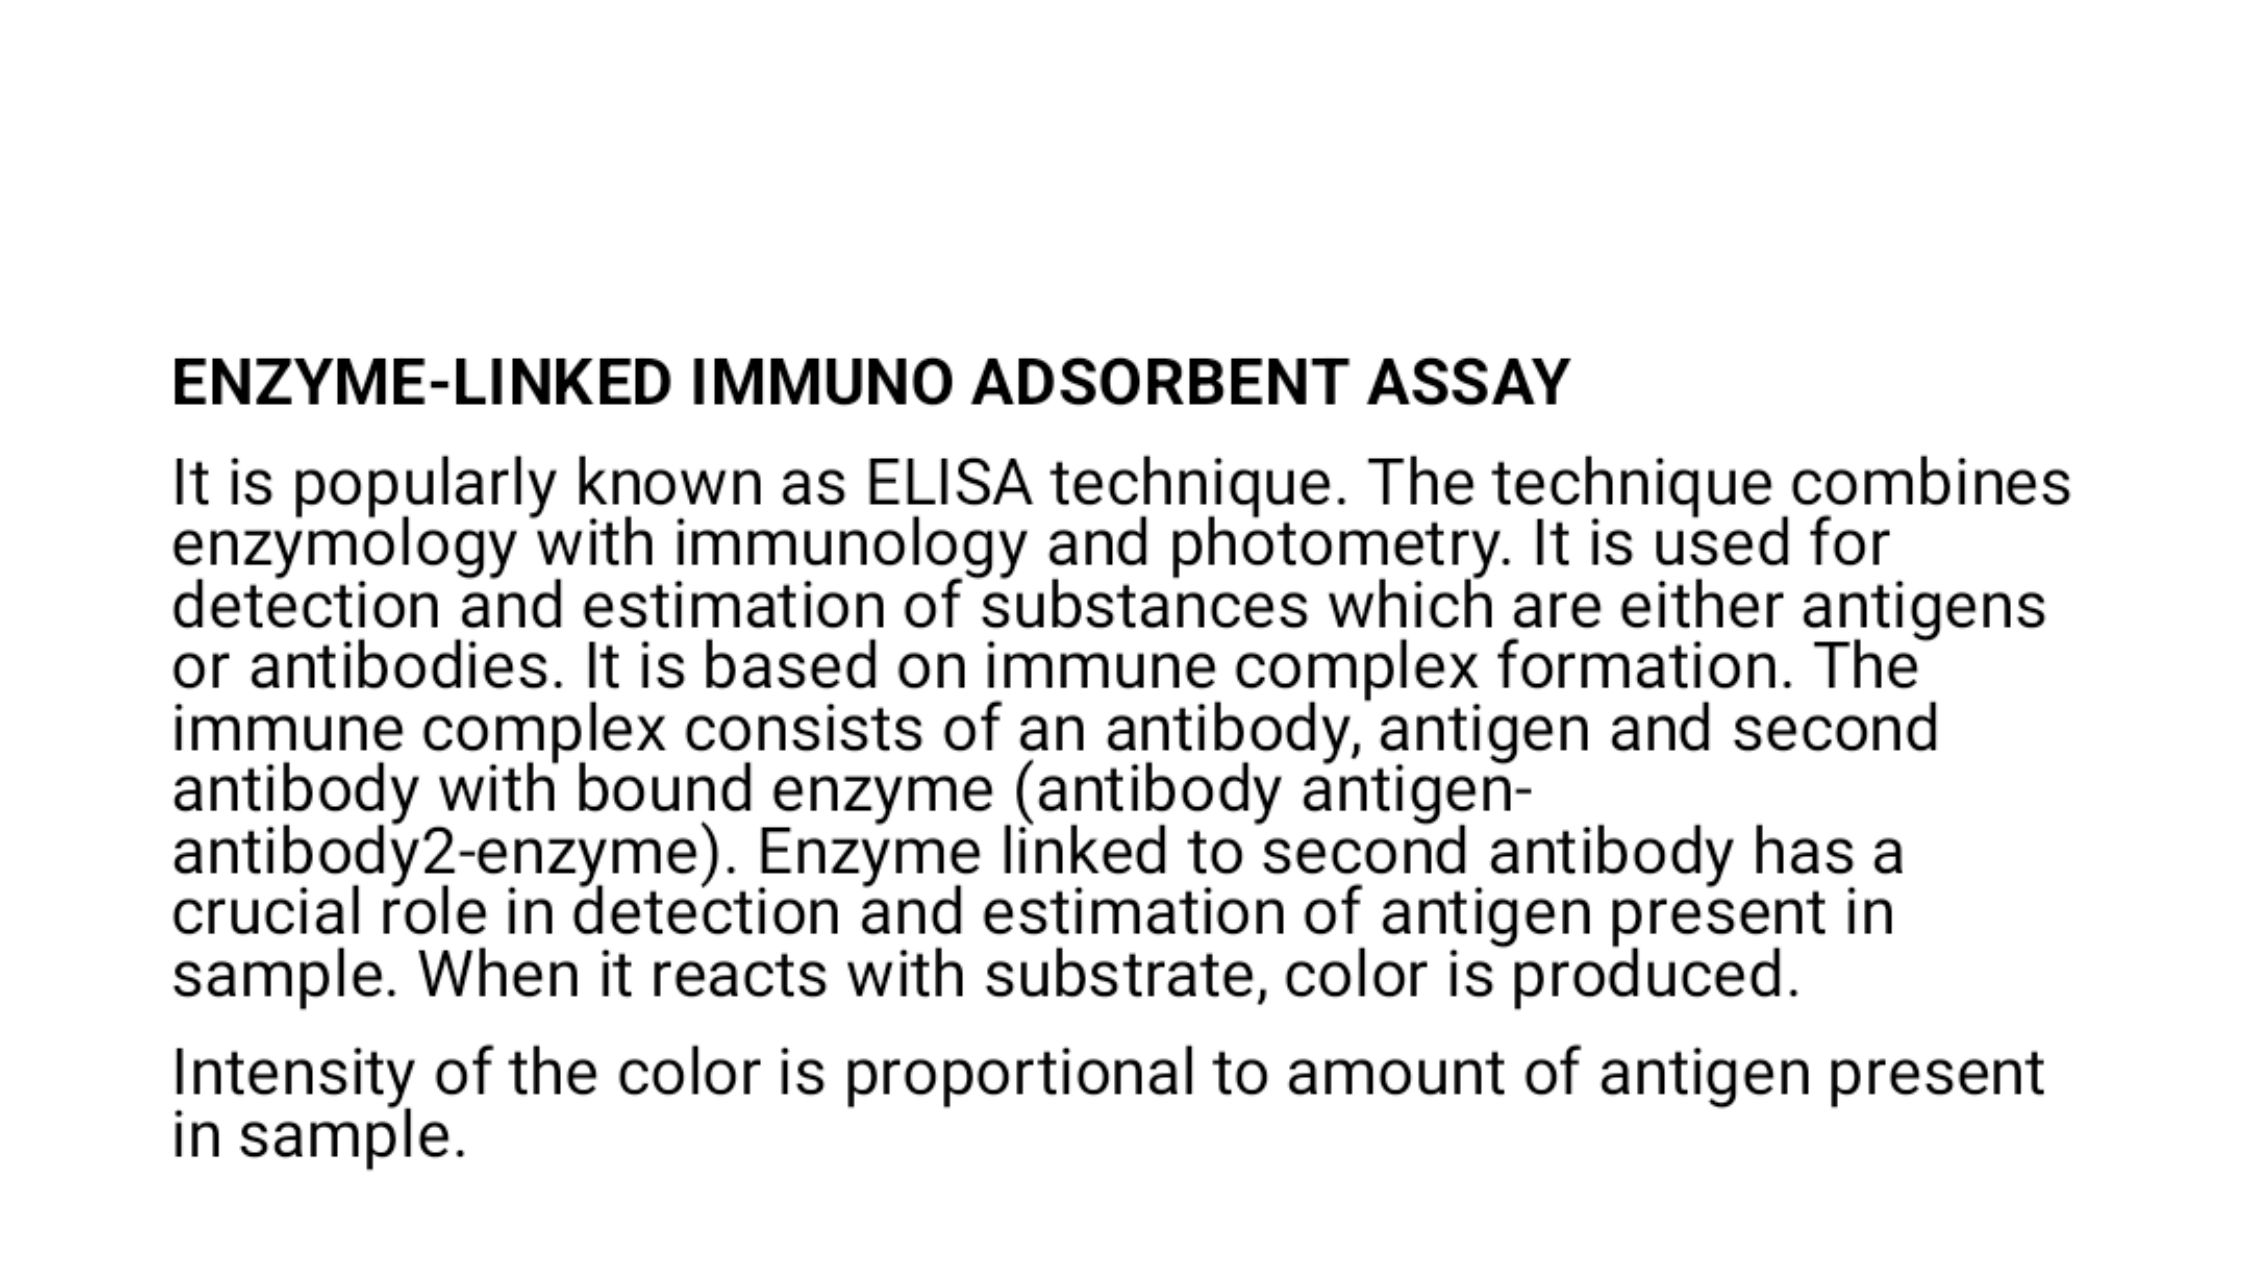 ENZYME-LINKED IMMUNO ADSORBENT ASSAY
It is popularly known as ELISA technique. The technique combines
enzymology with immunology and photometry. It is used for
detection and estimation of substances which are either antigens
or antibodies. It is based on immune complex formation. The
immune complex consists of an antibody, antigen and second
antibody with bound enzyme (antibody antigen-
antibody2-enzyme). Enzyme linked to second antibody has a
crucial role in detection and estimation of antigen present in
sample. When it reacts with substrate, color is produced.
Intensity of the color is proportional to amount of antigen present
in sample.